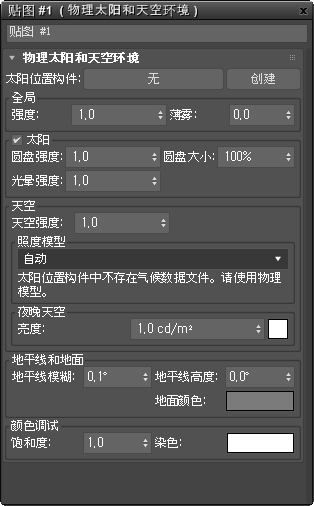 贴图 #1 ( 物理太阳和天空环境 )
贴图 #1
物理太阳和天空环境
太阳位置构件: 无 创建
全局
强度: 1.0 薄雾: 0.0
太阳
圆盘强度: 1.0 圆盘大小: 100%
光晕强度: 1.0
天空
天空强度: 1.0
照度模型
自动
太阳位置构件中不存在气候数据文件。请使用物理
模型。
夜晚天空
亮度: 1.0 cd/m²
地平线和地面
地平线模糊: 0.1° 地平线高度: 0.0°
地面颜色:
颜色调试
饱和度: 1.0 染色: